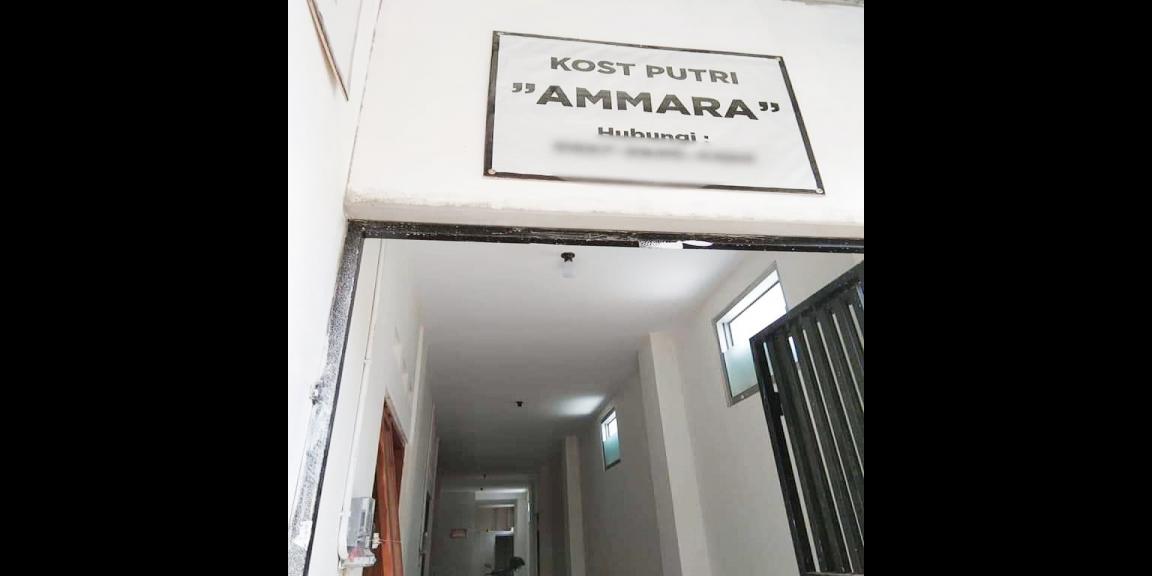 KOST PUTRI
”AMMARA”
Hubungi :